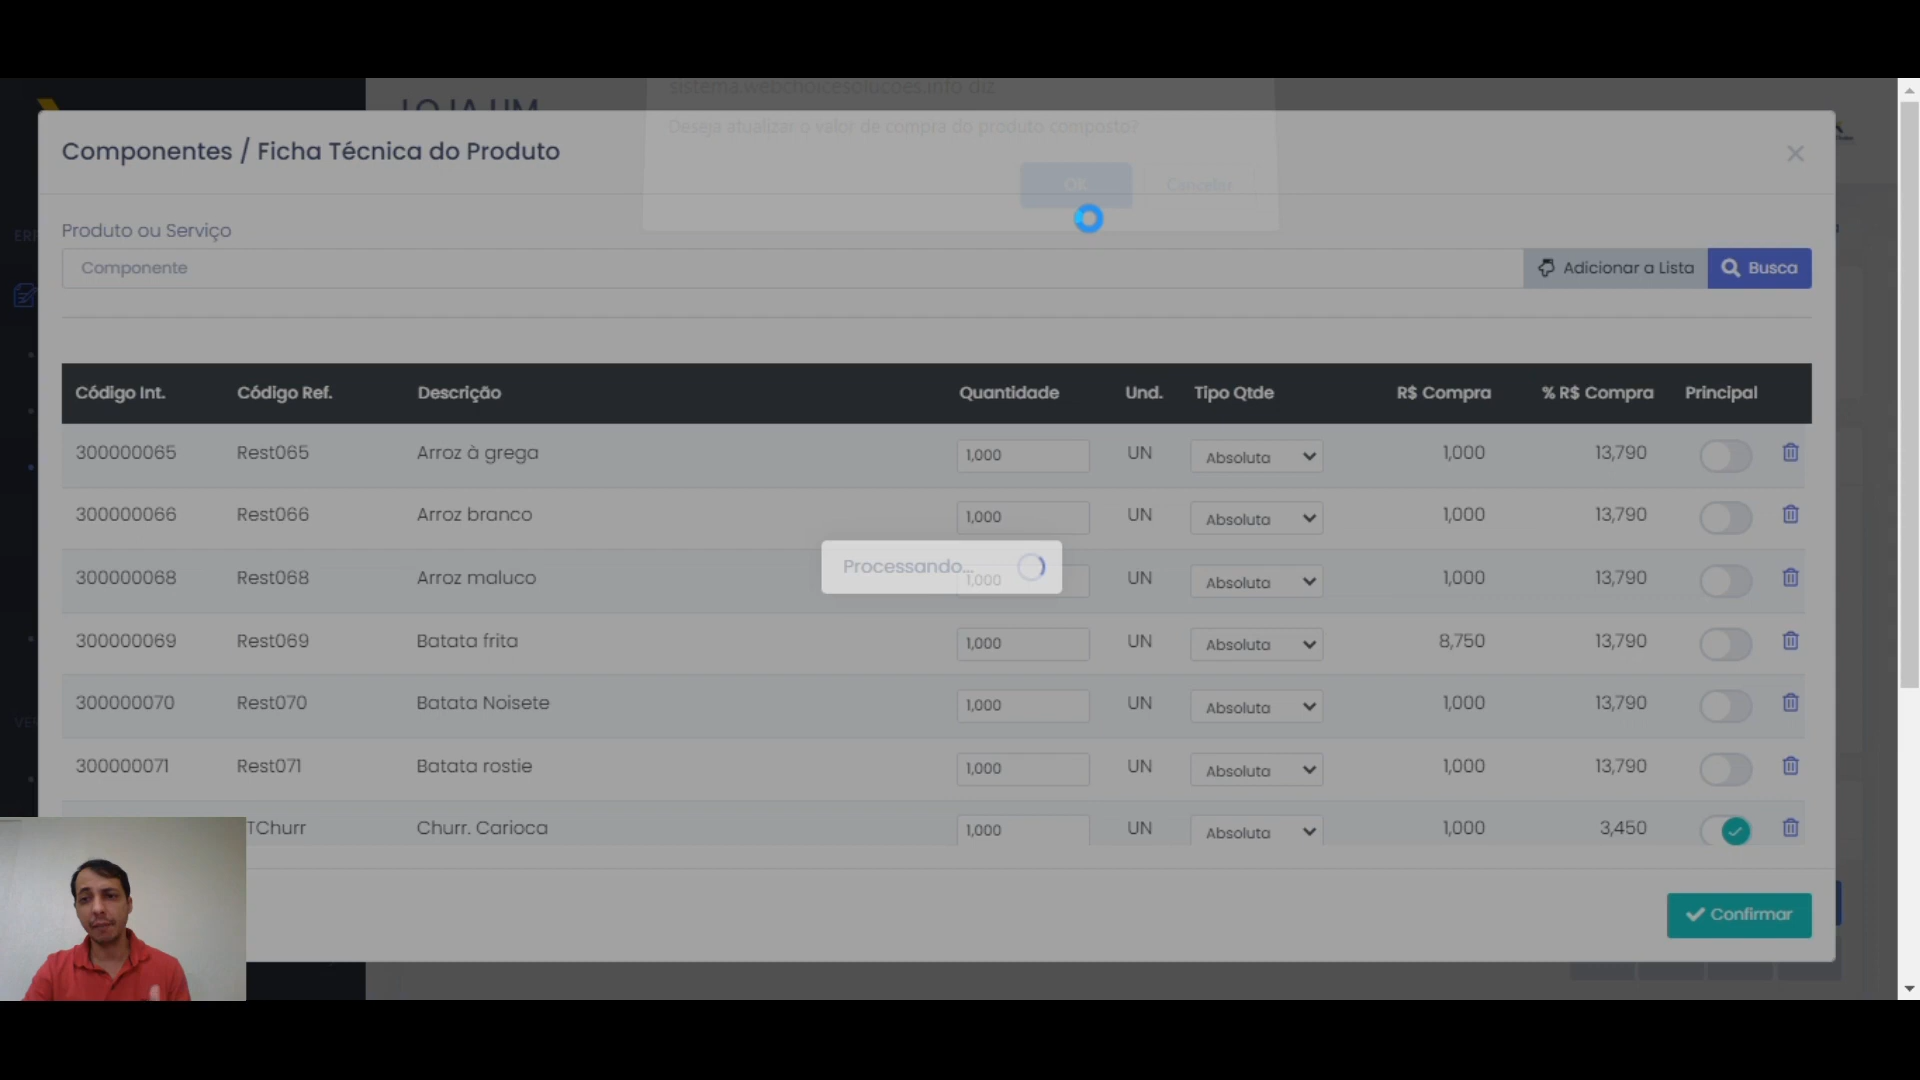 LOJA UM
sistema.webchoicesolucoes.info diz
Deseja atualizar o valor de compra do produto composto?
OK Cancelar
Componentes / Ficha Técnica do Produto
Produto ou Serviço
Componente Adicionar a Lista Busca
Código Int. Código Ref. Descrição Quantidade Und. Tipo Qtde R$ Compra % R$ Compra Principal
300000065 Rest065 Arroz à grega 1,000 UN Absoluta 1,000 13,790
300000066 Rest066 Arroz branco 1,000 UN Absoluta 1,000 13,790
Processando...
300000068 Rest068 Arroz maluco 1,000 UN Absoluta 1,000 13,790
300000069 Rest069 Batata frita 1,000 UN Absoluta 8,750 13,790
300000070 Rest070 Batata Noisete 1,000 UN Absoluta 1,000 13,790
300000071 Rest071 Batata rostie 1,000 UN Absoluta 1,000 13,790
TChurr Churr. Carioca 1,000 UN Absoluta 1,000 3,450
Confirmar